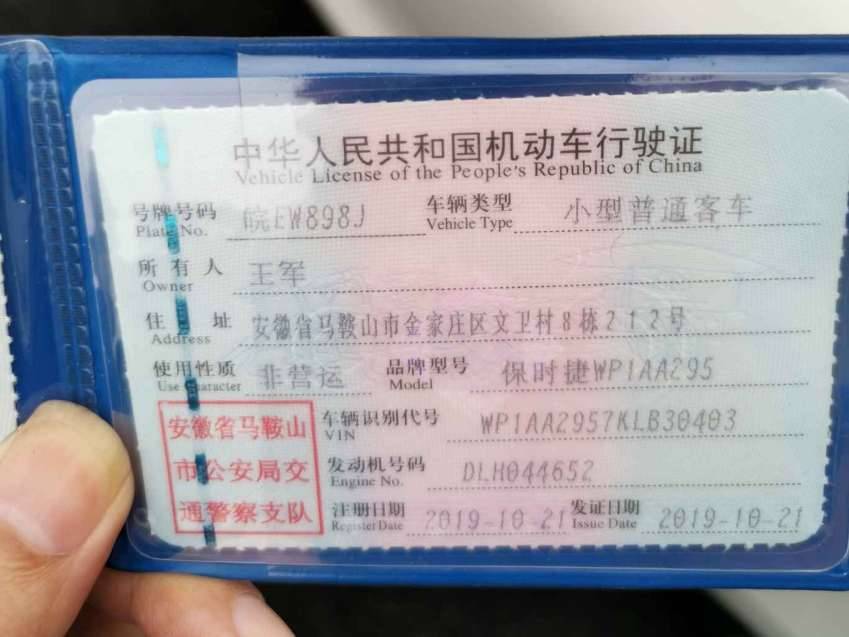 中华人民共和国机动车行驶证
Vehicle License of the People's Republic of China
号牌号码 皖EW898J 车辆类型 小型普通客车
Plate No. Vehicle Type
所有人 王军
Owner
住址 安徽省马鞍山市金家庄区文卫村8栋212号
Address
使用性质 非营运 品牌型号 保时捷WP1AA295
Use Character Model
安徽省马鞍山 车辆识别代号 WP1AA2957KLB30403
VIN
市公安局交 发动机号码 DLH044652
Engine No.
通警察支队 注册日期 2019-10-21 发证日期 2019-10-21
Register Date Issue Date